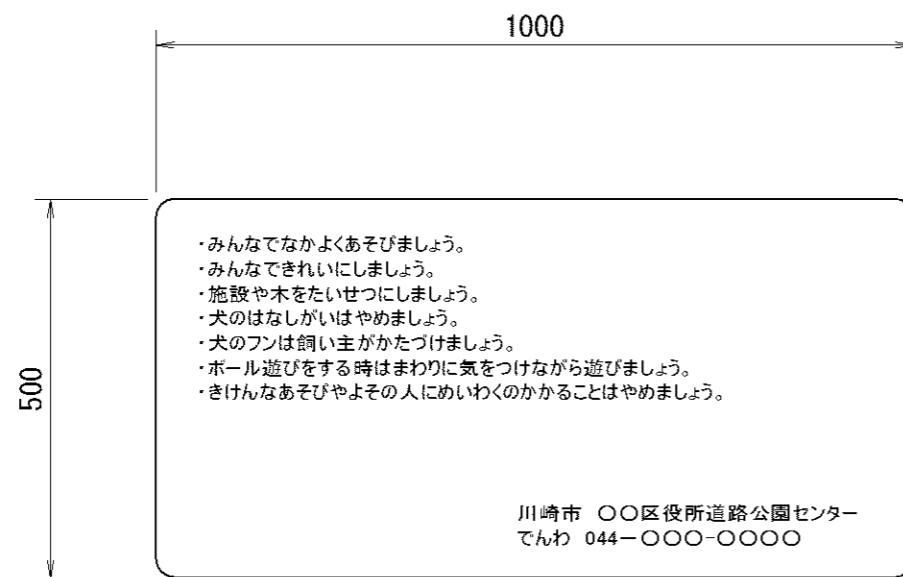 1000
500
・みんなでなかよくあそびましょう。
・みんなできれいにしましょう。
・施設や木をたいせつにしましょう。
・犬のはなしがいはやめましょう。
・犬のフンは飼い主がかたづけましょう。
・ボール遊びをする時はまわりに気をつけながら遊びましょう。
・きけんなあそびやよその人にめいわくのかかることはやめましょう。
川崎市　〇〇区役所道路公園センター
でんわ　044－〇〇〇-〇〇〇〇